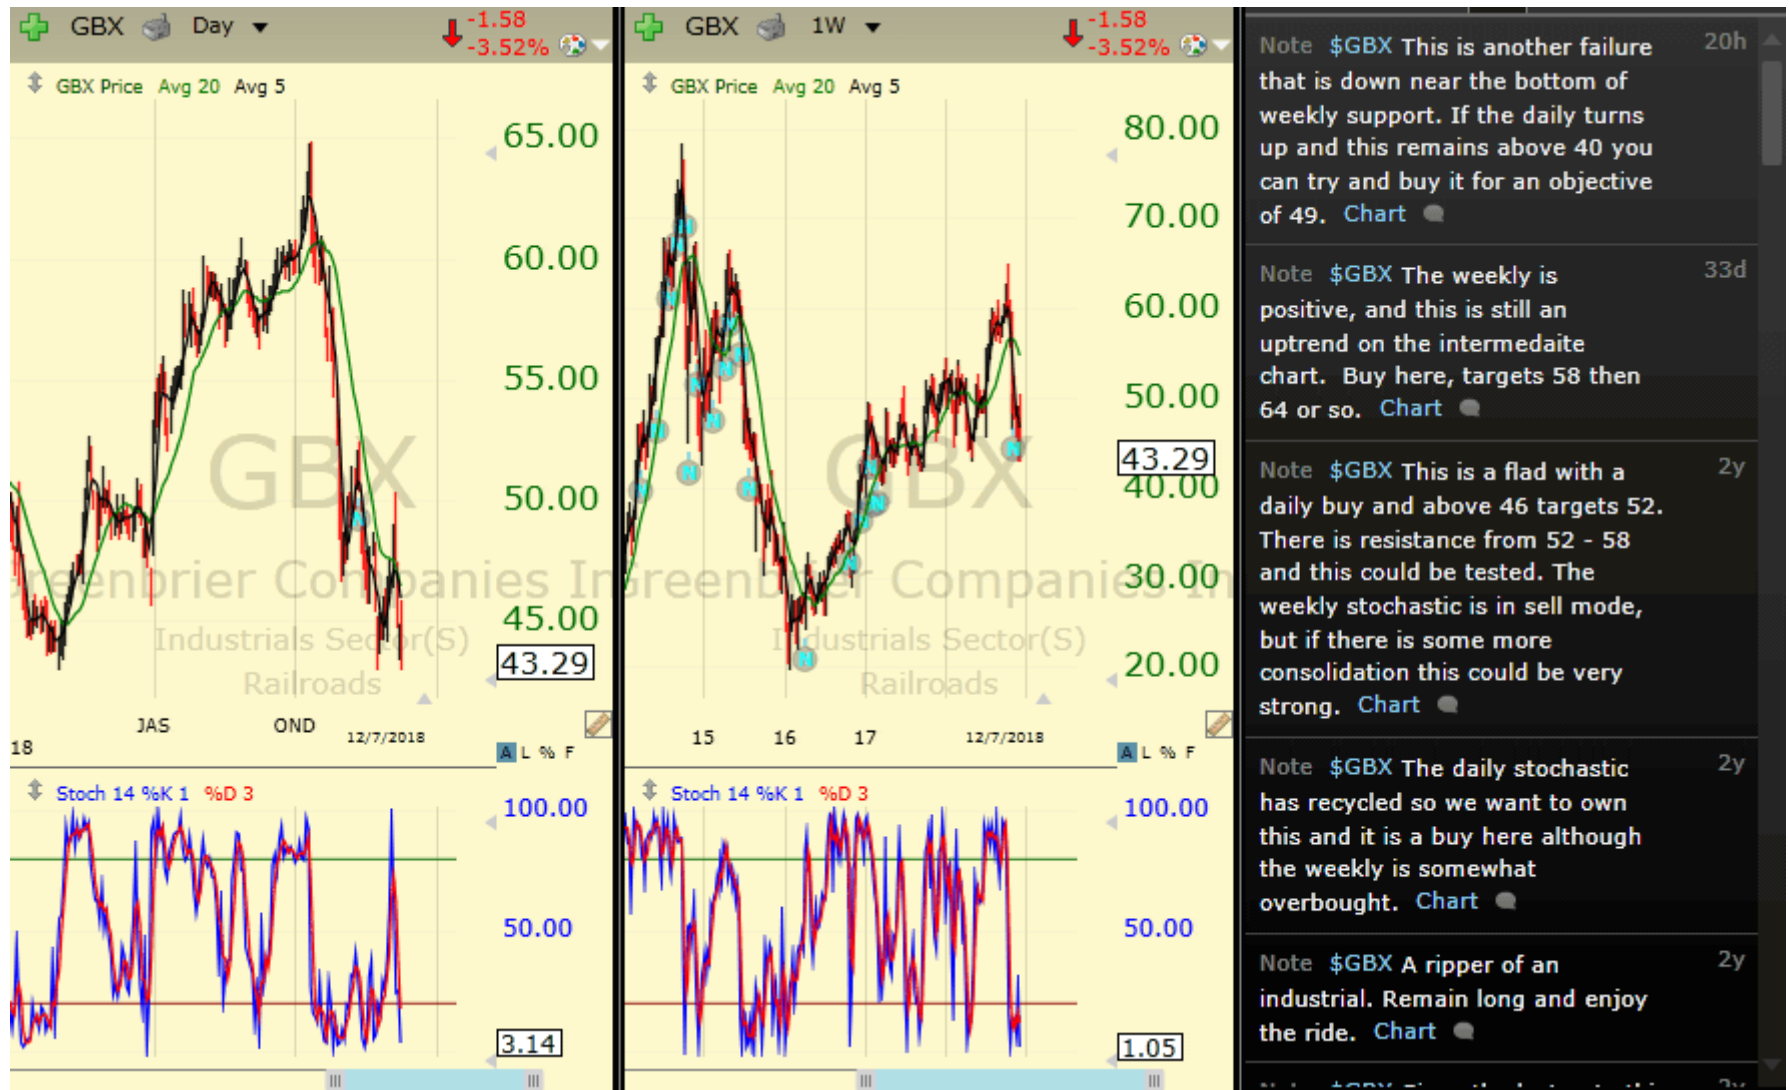 GBX Day -1.58
-3.52%
GBX Price Avg 20 Avg 5
65.00
60.00
55.00
50.00
45.00
43.29
GBX
Greenbrier Companies In
Industrials Sector(S)
Railroads
18 JAS OND 12/7/2018
A L % F
Stoch 14 %K 1 %D 3
100.00
50.00
3.14
GBX 1W -1.58
-3.52%
GBX Price Avg 20 Avg 5
80.00
70.00
60.00
50.00
43.29
40.00
30.00
20.00
GBX
Greenbrier Companies In
Industrials Sector(S)
Railroads
15 16 17 12/7/2018
A L % F
Stoch 14 %K 1 %D 3
100.00
50.00
1.05
Note $GBX This is another failure 20h
that is down near the bottom of
weekly support. If the daily turns
up and this remains above 40 you
can try and buy it for an objective
of 49. Chart
Note $GBX The weekly is 33d
positive, and this is still an
uptrend on the intermedaite
chart. Buy here, targets 58 then
64 or so. Chart
Note $GBX This is a flad with a 2y
daily buy and above 46 targets 52.
There is resistance from 52 - 58
and this could be tested. The
weekly stochastic is in sell mode,
but if there is some more
consolidation this could be very
strong. Chart
Note $GBX The daily stochastic 2y
has recycled so we want to own
this and it is a buy here although
the weekly is somewhat
overbought. Chart
Note $GBX A ripper of an 2y
industrial. Remain long and enjoy
the ride. Chart